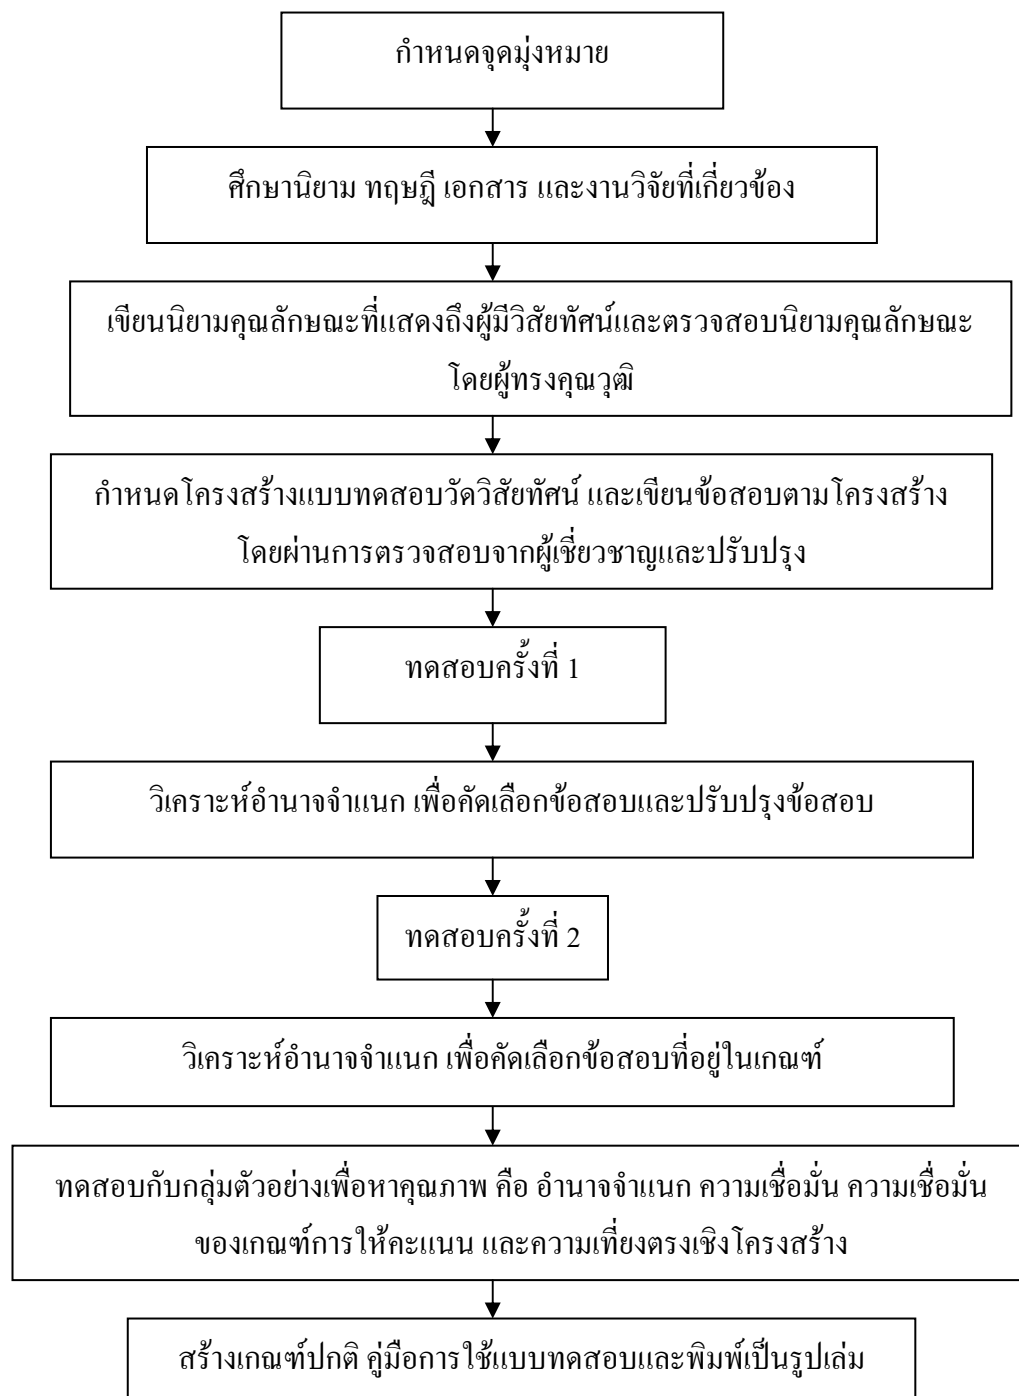 กำหนดจุดมุ่งหมาย
ศึกษานิยาม ทฤษฎี เอกสาร และงานวิจัยที่เกี่ยวข้อง
เขียนนิยามคุณลักษณะที่แสดงถึงผู้มีวิสัยทัศน์และตรวจสอบนิยามคุณลักษณะ
โดยผู้ทรงคุณวุฒิ
กำหนดโครงสร้างแบบทดสอบวัดวิสัยทัศน์ และเขียนข้อสอบตามโครงสร้าง
โดยผ่านการตรวจสอบจากผู้เชี่ยวชาญและปรับปรุง
ทดสอบครั้งที่ 1
วิเคราะห์อำนาจจำแนก เพื่อคัดเลือกข้อสอบและปรับปรุงข้อสอบ
ทดสอบครั้งที่ 2
วิเคราะห์อำนาจจำแนก เพื่อคัดเลือกข้อสอบที่อยู่ในเกณฑ์
ทดสอบกับกลุ่มตัวอย่างเพื่อหาคุณภาพ คือ อำนาจจำแนก ความเชื่อมั่น ความเชื่อมั่น
ของเกณฑ์การให้คะแนน และความเที่ยงตรงเชิงโครงสร้าง
สร้างเกณฑ์ปกติ คู่มือการใช้แบบทดสอบและพิมพ์เป็นรูปเล่ม